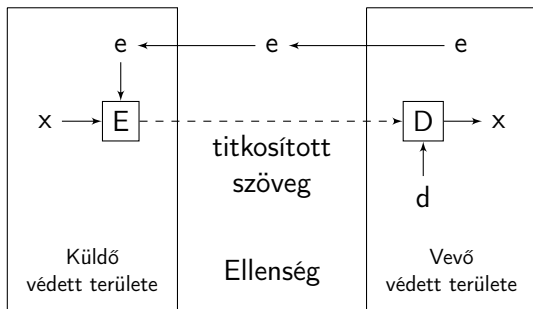 e e e
x E D x
titkosított
szöveg
d
Küldő
védett területe
Ellenség
Vevő
védett területe